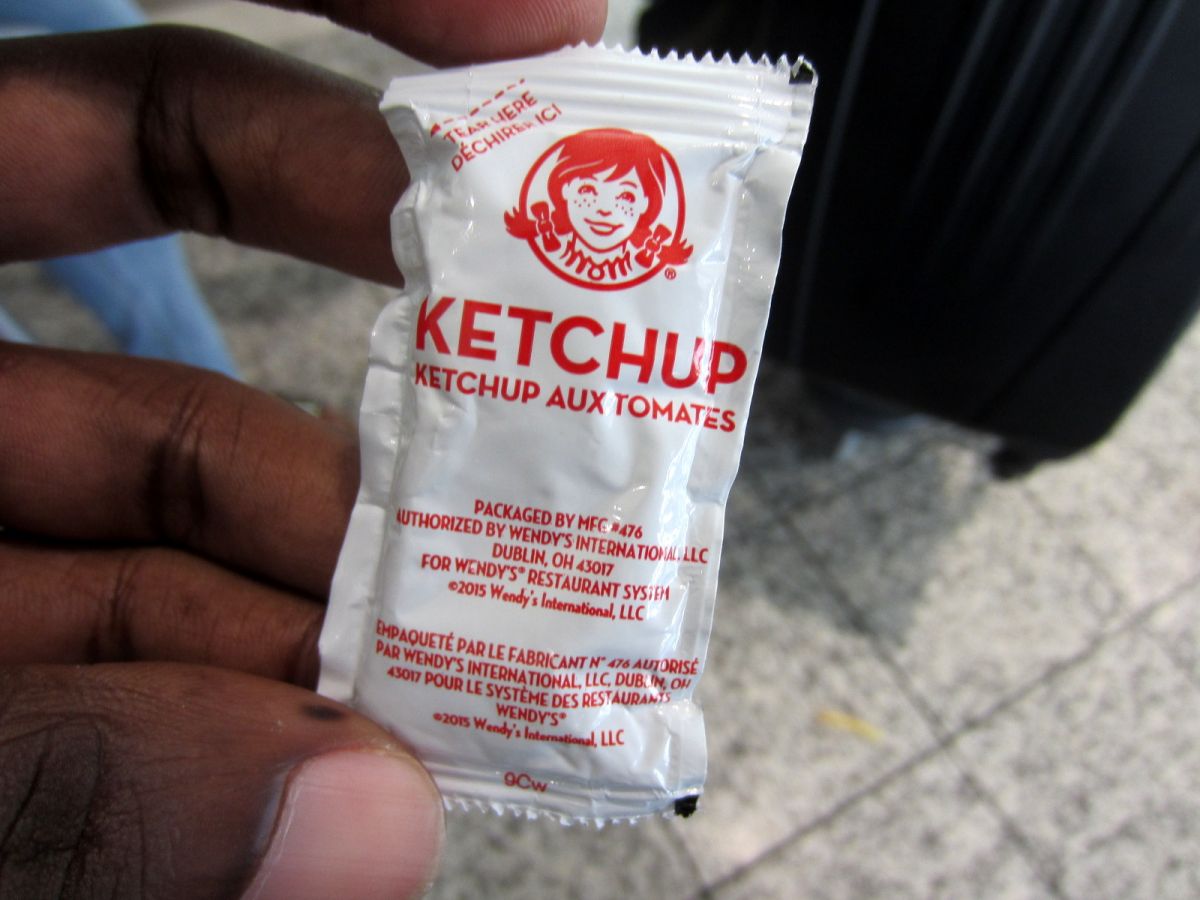 TEAR HERE
DÉCHIRER ICI
®
KETCHUP
KETCHUP AUX TOMATES
PACKAGED BY MFG #476
AUTHORIZED BY WENDY'S INTERNATIONAL, LLC
DUBLIN, OH 43017
FOR WENDY'S® RESTAURANT SYSTEM
©2015 Wendy's International, LLC
EMPAQUETÉ PAR LE FABRICANT N° 476 AUTORISÉ
PAR WENDY'S INTERNATIONAL, LLC, DUBLIN, OH
43017 POUR LE SYSTÈME DES RESTAURANTS
WENDY'S®
©2015 Wendy's International, LLC
9Cw